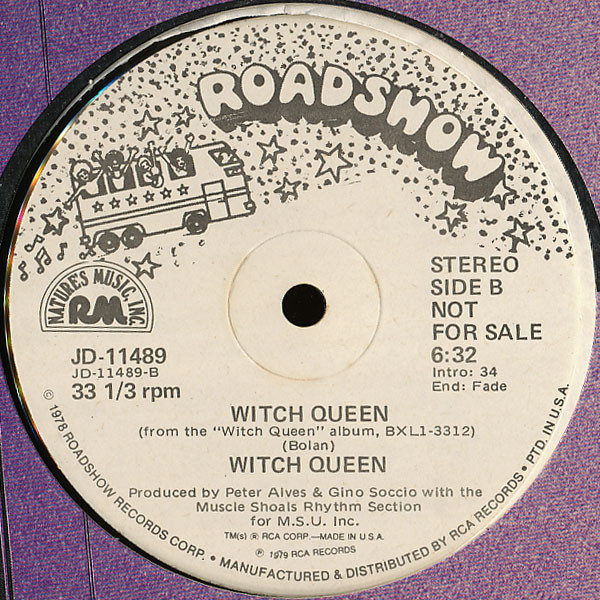 ROADSHOW
NATURE'S MUSIC, INC.
RM
STEREO
SIDE B
NOT
FOR SALE
6:32
Intro: 34
End: Fade
JD-11489
JD-11489-B
33 1/3 rpm
WITCH QUEEN
(from the "Witch Queen" album, BXL1-3312)
(Bolan)
WITCH QUEEN
Produced by Peter Alves & Gino Soccio with the
Muscle Shoals Rhythm Section
for M.S.U. Inc.
TM(s) ® RCA CORP.—MADE IN U.S.A.
℗ 1979 RCA RECORDS
© 1978 ROADSHOW RECORDS CORP. • MANUFACTURED & DISTRIBUTED BY RCA RECORDS • PTD. IN U.S.A.